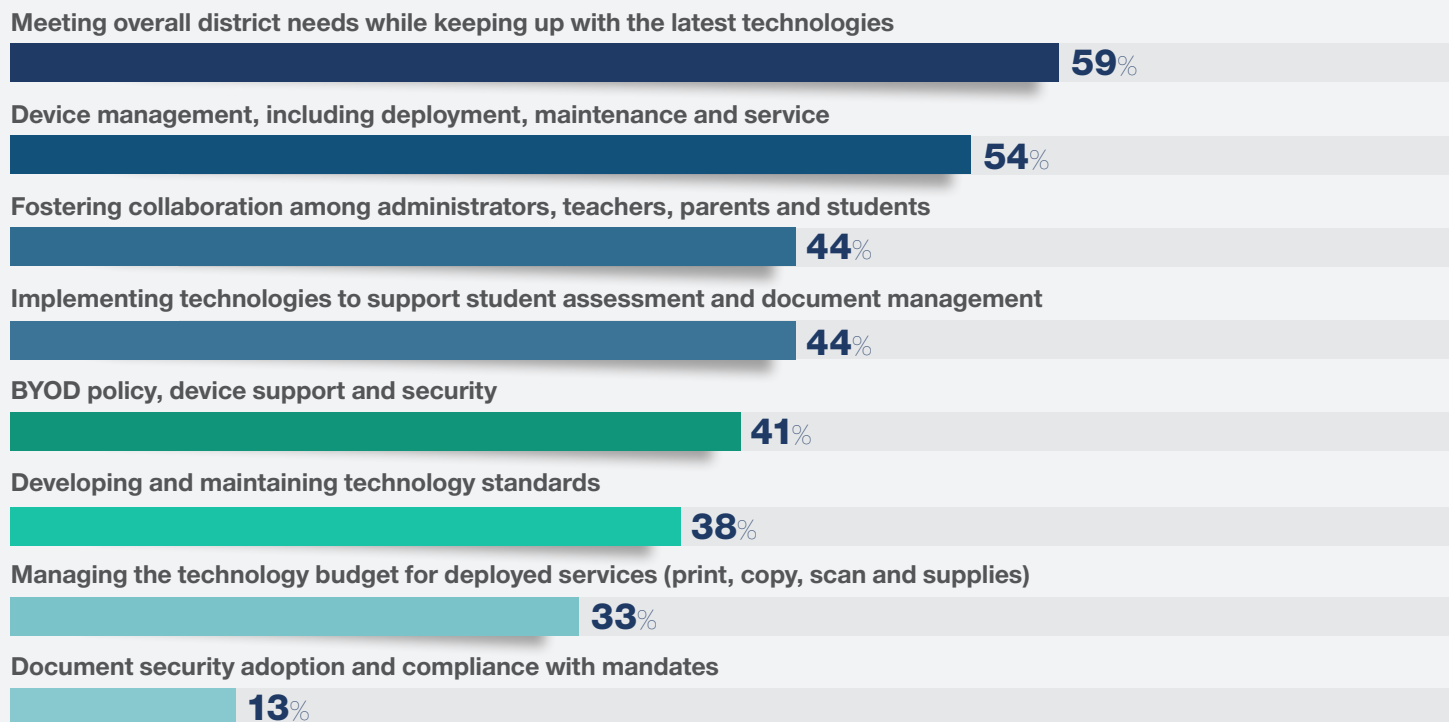 Meeting overall district needs while keeping up with the latest technologies
59%
Device management, including deployment, maintenance and service
54%
Fostering collaboration among administrators, teachers, parents and students
44%
Implementing technologies to support student assessment and document management
44%
BYOD policy, device support and security
41%
Developing and maintaining technology standards
38%
Managing the technology budget for deployed services (print, copy, scan and supplies)
33%
Document security adoption and compliance with mandates
13%